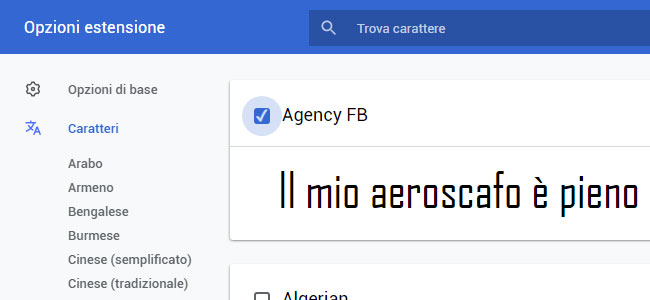 Opzioni estensione
Trova carattere
Opzioni di base
Caratteri
Arabo
Armeno
Bengalese
Burmese
Cinese (semplificato)
Cinese (tradizionale)
Agency FB
Il mio aeroscafo è pieno
Algerian